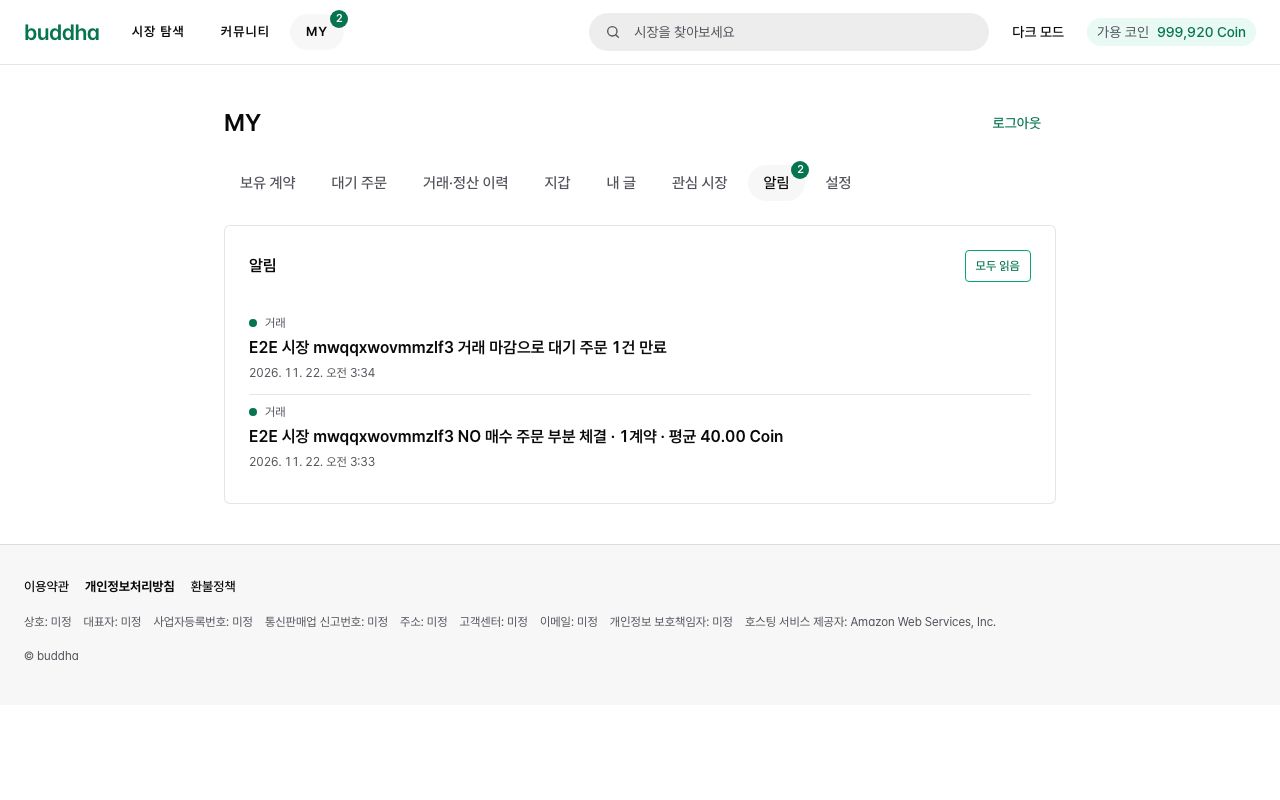 buddha 시장 탐색 커뮤니티 MY 2 시장을 찾아보세요 다크 모드 가용 코인 999,920 Coin
MY 로그아웃
보유 계약 대기 주문 거래·정산 이력 지갑 내 글 관심 시장 알림 2 설정
알림 모두 읽음
거래
E2E 시장 mwqqxwovmmzlf3 거래 마감으로 대기 주문 1건 만료
2026. 11. 22. 오전 3:34
거래
E2E 시장 mwqqxwovmmzlf3 NO 매수 주문 부분 체결 · 1계약 · 평균 40.00 Coin
2026. 11. 22. 오전 3:33
이용약관 개인정보처리방침 환불정책
상호: 미정 대표자: 미정 사업자등록번호: 미정 통신판매업 신고번호: 미정 주소: 미정 고객센터: 미정 이메일: 미정 개인정보 보호책임자: 미정 호스팅 서비스 제공자: Amazon Web Services, Inc.
© buddha